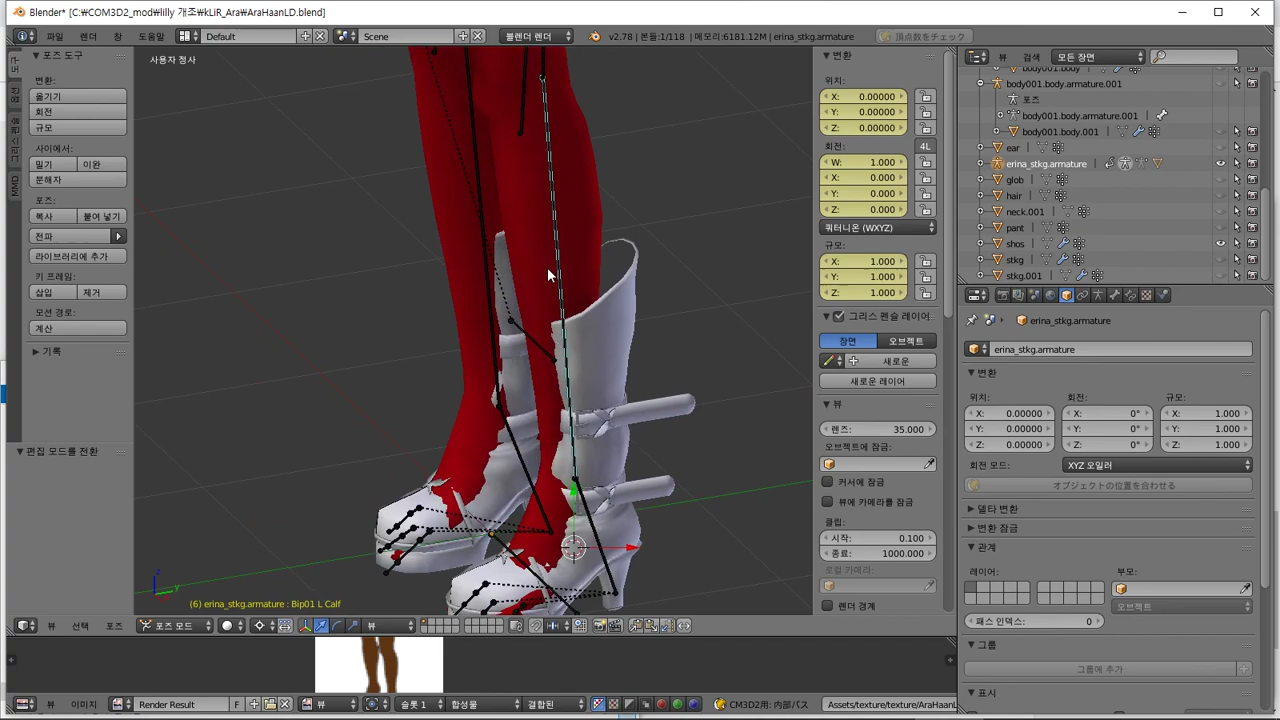 Blender* [C:₩COM3D2_mod₩lilly 개조₩kLiR_Ara₩AraHaanLD.blend]
파일 렌더 창 도움말 Default Scene 블렌더 렌더 v2.78 | 본들:1/118 | 메모리:6181.12M | erina_stkg.armature 頂点数をチェック
포즈 도구
변환:
옮기기
회전
규모
사이에서:
밀기 이완
분해자
포즈:
복사 붙여 넣기
전파
라이브러리에 추가
키 프레임:
삽입 제거
모션 경로:
계산
기록
편집 모드를 전환
MMD
사용자 정사
(6) erina_stkg.armature : Bip01 L Calf
변환
위치:
X: 0.00000
Y: 0.00000
Z: 0.00000
회전: 4L
W: 1.000
X: 0.000
Y: 0.000
Z: 0.000
쿼터니온 (WXYZ)
규모:
X: 1.000
Y: 1.000
Z: 1.000
그리스 펜슬 레이어
장면 오브젝트
새로운
새로운 레이어
뷰
렌즈: 35.000
오브젝트에 잠금:
커서에 잠금
뷰에 카메라를 잠금
클립:
시작: 0.100
종료: 1000.000
로컬 카메라:
렌더 경계
뷰 검색 모든 장면
body001.body
body001.body.armature.001
포즈
body001.body.armature.001
body001.body.001
ear
erina_stkg.armature
glob
hair
neck.001
pant
shos
stkg
stkg.001
erina_stkg.armature
erina_stkg.armature
변환
위치: 회전: 규모:
X: 0.00000 X: 0° X: 1.000
Y: 0.00000 Y: 0° Y: 1.000
Z: 0.00000 Z: 0° Z: 1.000
회전 모드: XYZ 오일러
オブジェクトの位置を合わせる
델타 변환
변환 잠금
관계
레이어: 부모:
오브젝트
패스 인덱스: 0
그룹
그룹에 추가
표시
뷰 선택 포즈 포즈 모드 뷰
뷰 이미지 Render Result F 뷰 슬롯 1 합성물 결합된 CM3D2用: 内部パス Assets/texture/texture/AraHaanL